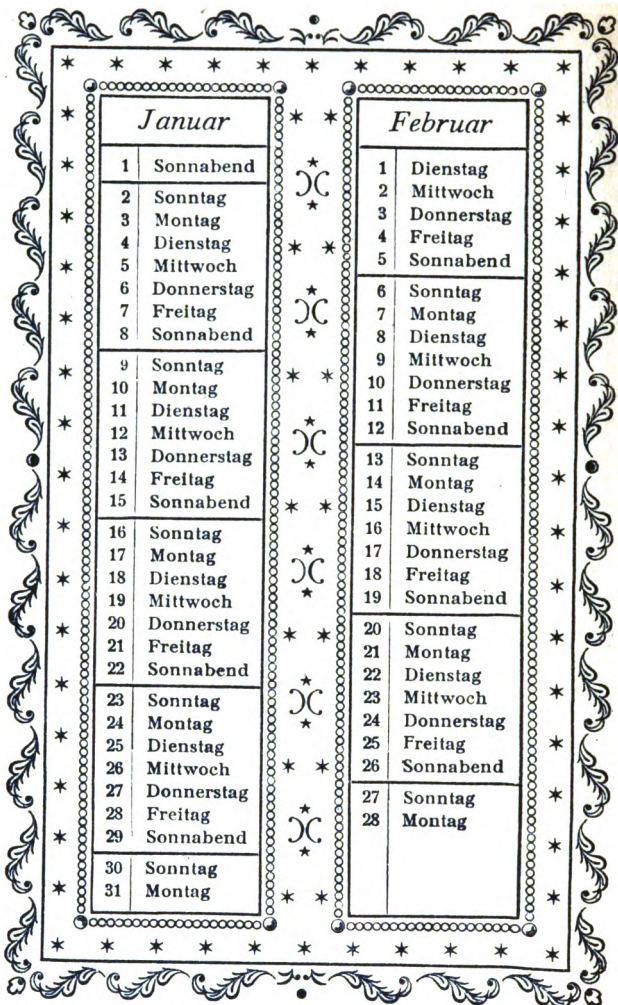 Januar
1 Sonnabend
2 Sonntag
3 Montag
4 Dienstag
5 Mittwoch
6 Donnerstag
7 Freitag
8 Sonnabend
9 Sonntag
10 Montag
11 Dienstag
12 Mittwoch
13 Donnerstag
14 Freitag
15 Sonnabend
16 Sonntag
17 Montag
18 Dienstag
19 Mittwoch
20 Donnerstag
21 Freitag
22 Sonnabend
23 Sonntag
24 Montag
25 Dienstag
26 Mittwoch
27 Donnerstag
28 Freitag
29 Sonnabend
30 Sonntag
31 Montag
Februar
1 Dienstag
2 Mittwoch
3 Donnerstag
4 Freitag
5 Sonnabend
6 Sonntag
7 Montag
8 Dienstag
9 Mittwoch
10 Donnerstag
11 Freitag
12 Sonnabend
13 Sonntag
14 Montag
15 Dienstag
16 Mittwoch
17 Donnerstag
18 Freitag
19 Sonnabend
20 Sonntag
21 Montag
22 Dienstag
23 Mittwoch
24 Donnerstag
25 Freitag
26 Sonnabend
27 Sonntag
28 Montag